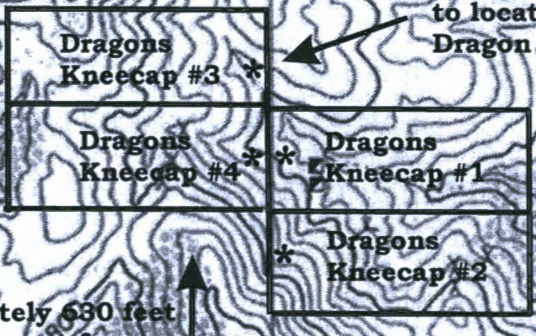 to locat
Dragon
Dragons
Kneecap #3
Dragons
Kneecap #4
Dragons
Kneecap #1
Dragons
Kneecap #2
tely 630 feet